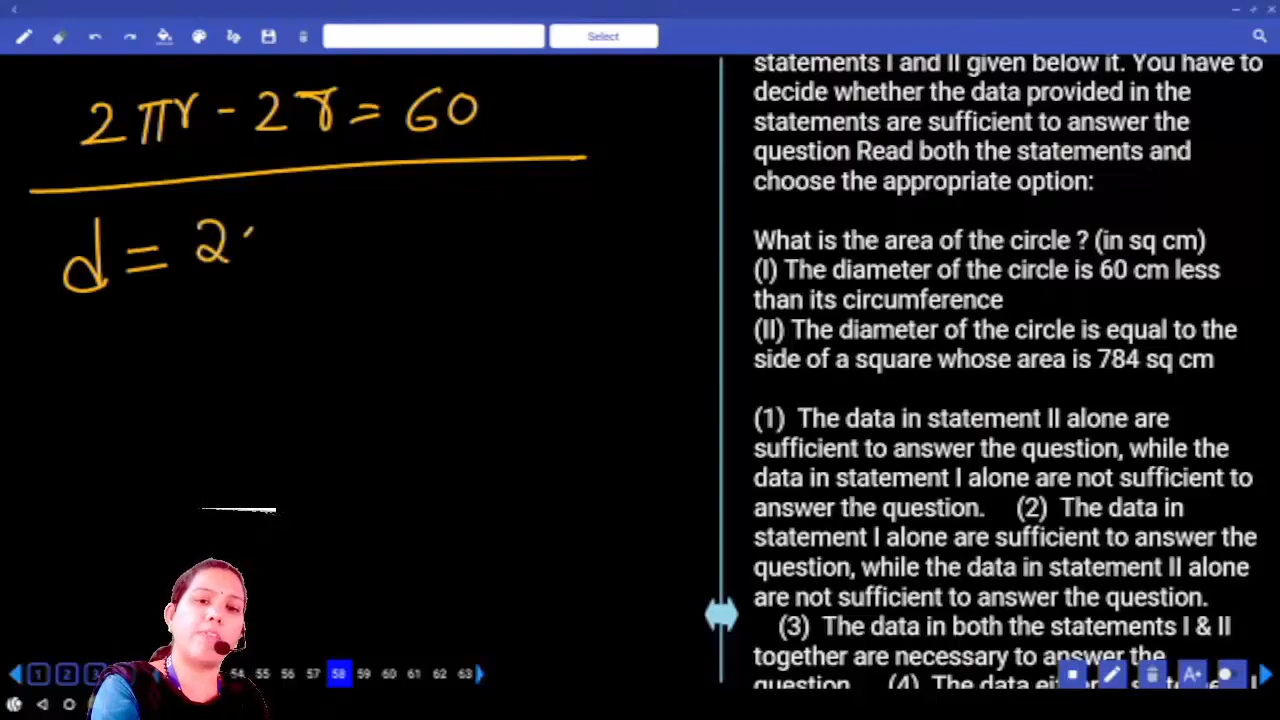 Select
2πr - 2r = 60
d = 2
statements I and II given below it. You have to
decide whether the data provided in the
statements are sufficient to answer the
question Read both the statements and
choose the appropriate option:
What is the area of the circle ? (in sq cm)
(I) The diameter of the circle is 60 cm less
than its circumference
(II) The diameter of the circle is equal to the
side of a square whose area is 784 sq cm
(1) The data in statement II alone are
sufficient to answer the question, while the
data in statement I alone are not sufficient to
answer the question. (2) The data in
statement I alone are sufficient to answer the
question, while the data in statement II alone
are not sufficient to answer the question.
(3) The data in both the statements I & II
together are necessary to answer the
question (4) The data
1 2 3 54 55 56 57 58 59 60 61 62 63
A+